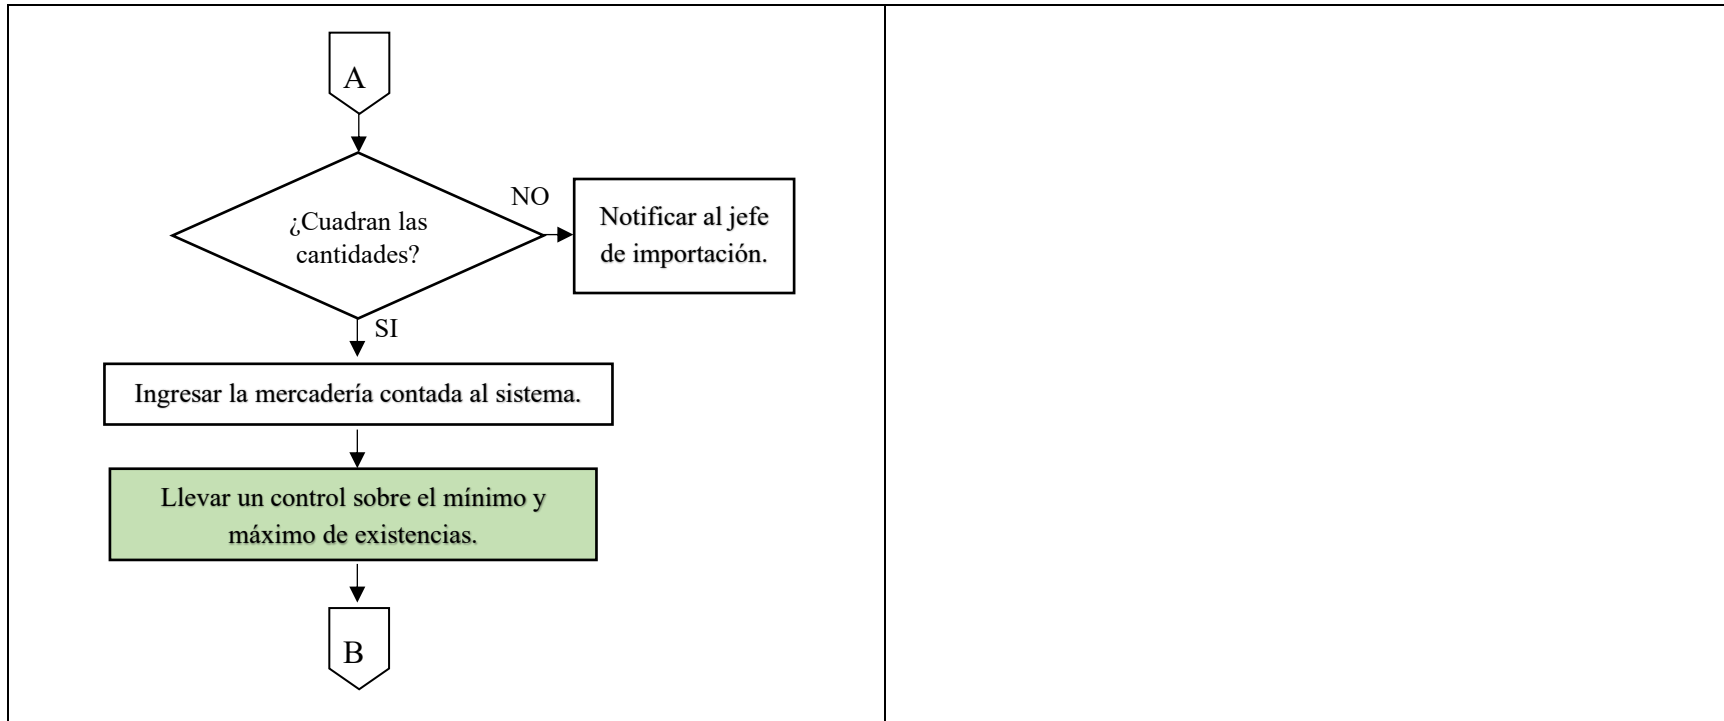 A
¿Cuadran las
cantidades?
NO
Notificar al jefe
de importación.
SI
Ingresar la mercadería contada al sistema.
Llevar un control sobre el mínimo y
máximo de existencias.
B